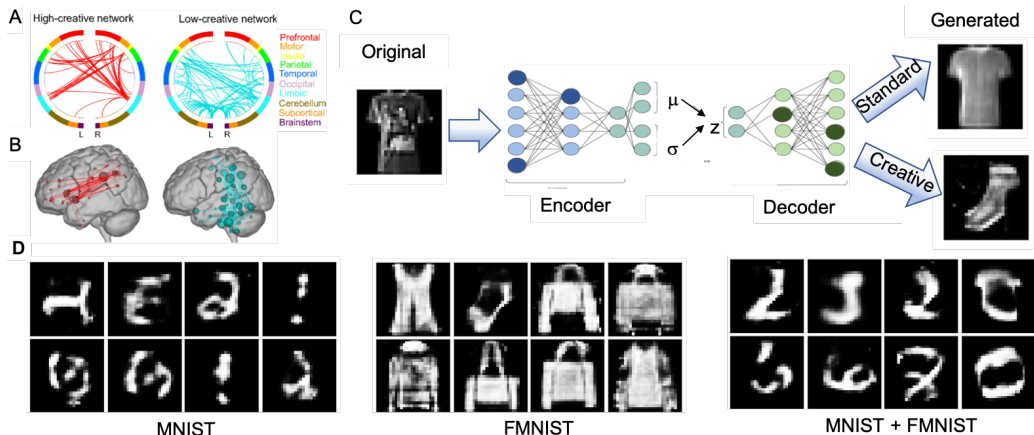 A
High-creative network
Low-creative network
Prefrontal
Motor
Insula
Parietal
Temporal
Occipital
Limbic
Cerebellum
Subcortical
Brainstem
L R
L R
B
C
Original
μ
σ
z
...
Encoder
Decoder
Standard
Creative
Generated
D
MNIST
FMNIST
MNIST + FMNIST